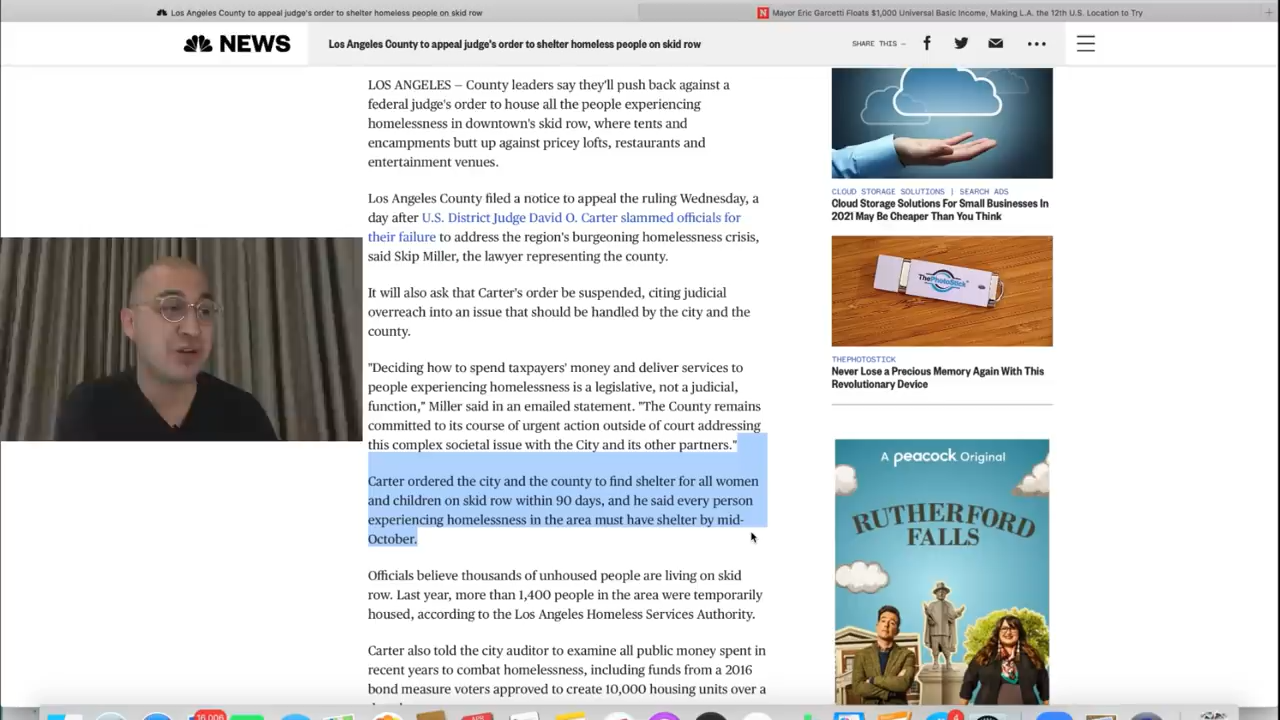 Los Angeles County to appeal judge's order to shelter homeless people on skid row
Mayor Eric Garcetti Floats $1,000 Universal Basic Income, Making L.A. the 12th U.S. Location to Try
NEWS
Los Angeles County to appeal judge's order to shelter homeless people on skid row
SHARE THIS —
LOS ANGELES — County leaders say they'll push back against a
federal judge's order to house all the people experiencing
homelessness in downtown's skid row, where tents and
encampments butt up against pricey lofts, restaurants and
entertainment venues.
Los Angeles County filed a notice to appeal the ruling Wednesday, a
day after U.S. District Judge David O. Carter slammed officials for
their failure to address the region's burgeoning homelessness crisis,
said Skip Miller, the lawyer representing the county.
It will also ask that Carter's order be suspended, citing judicial
overreach into an issue that should be handled by the city and the
county.
"Deciding how to spend taxpayers' money and deliver services to
people experiencing homelessness is a legislative, not a judicial,
function," Miller said in an emailed statement. "The County remains
committed to its course of urgent action outside of court addressing
this complex societal issue with the City and its other partners."
Carter ordered the city and the county to find shelter for all women
and children on skid row within 90 days, and he said every person
experiencing homelessness in the area must have shelter by mid-
October.
Officials believe thousands of unhoused people are living on skid
row. Last year, more than 1,400 people in the area were temporarily
housed, according to the Los Angeles Homeless Services Authority.
Carter also told the city auditor to examine all public money spent in
recent years to combat homelessness, including funds from a 2016
bond measure voters approved to create 10,000 housing units over a
CLOUD STORAGE SOLUTIONS | SEARCH ADS
Cloud Storage Solutions For Small Businesses In
2021 May Be Cheaper Than You Think
ThePhotoStick
THEPHOTOSTICK
Never Lose a Precious Memory Again With This
Revolutionary Device
A peacock Original
RUTHERFORD
FALLS
16,006
4